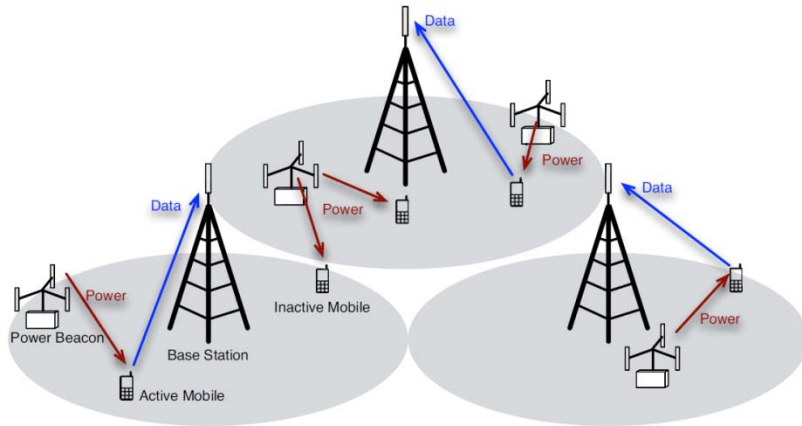 Data
Power
Data
Power
Data
Power
Inactive Mobile
Power
Power Beacon
Base Station
Active Mobile